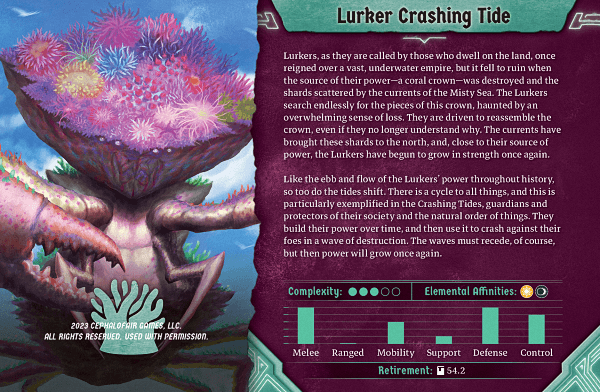 Lurker Crashing Tide
Lurkers, as they are called by those who dwell on the land, once
reigned over a vast, underwater empire, but it fell to ruin when
the source of their power—a coral crown—was destroyed and the
shards scattered by the currents of the Misty Sea. The Lurkers
search endlessly for the pieces of this crown, haunted by an
overwhelming sense of loss. They are driven to reassemble the
crown, even if they no longer understand why. The currents have
brought these shards to the north, and, close to their source of
power, the Lurkers have begun to grow in strength once again.
Like the ebb and flow of the Lurkers' power throughout history,
so too do the tides shift. There is a cycle to all things, and this is
particularly exemplified in the Crashing Tides, guardians and
protectors of their society and the natural order of things. They
build their power over time, and then use it to crash against their
foes in a wave of destruction. The waves must recede, of course,
but then power will grow once again.
Complexity: Elemental Affinities:
Melee Ranged Mobility Support Defense Control
Retirement: 54.2
2023 CEPHALOFAIR GAMES, LLC.
ALL RIGHTS RESERVED. USED WITH PERMISSION.